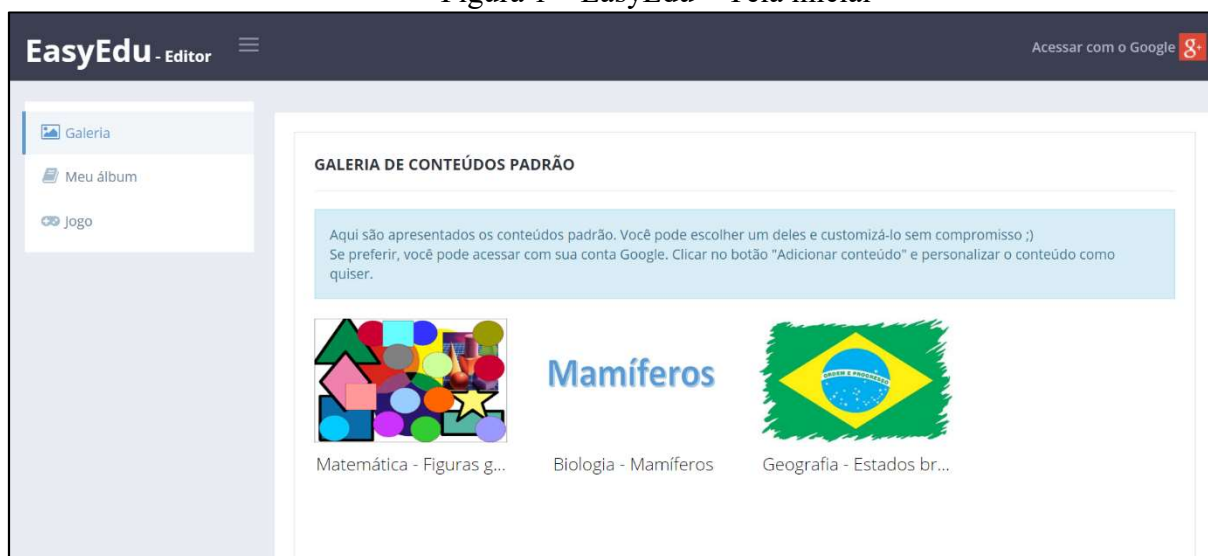 Figura 1 – EasyEdu – Tela inicial
EasyEdu - Editor
Acessar com o Google g+
Galeria
Meu álbum
Jogo
GALERIA DE CONTEÚDOS PADRÃO
Aqui são apresentados os conteúdos padrão. Você pode escolher um deles e customizá-lo sem compromisso ;)
Se preferir, você pode acessar com sua conta Google. Clicar no botão "Adicionar conteúdo" e personalizar o conteúdo como
quiser.
Mamíferos
ORDEM E PROGRESSO
Matemática - Figuras g...
Biologia - Mamíferos
Geografia - Estados br...